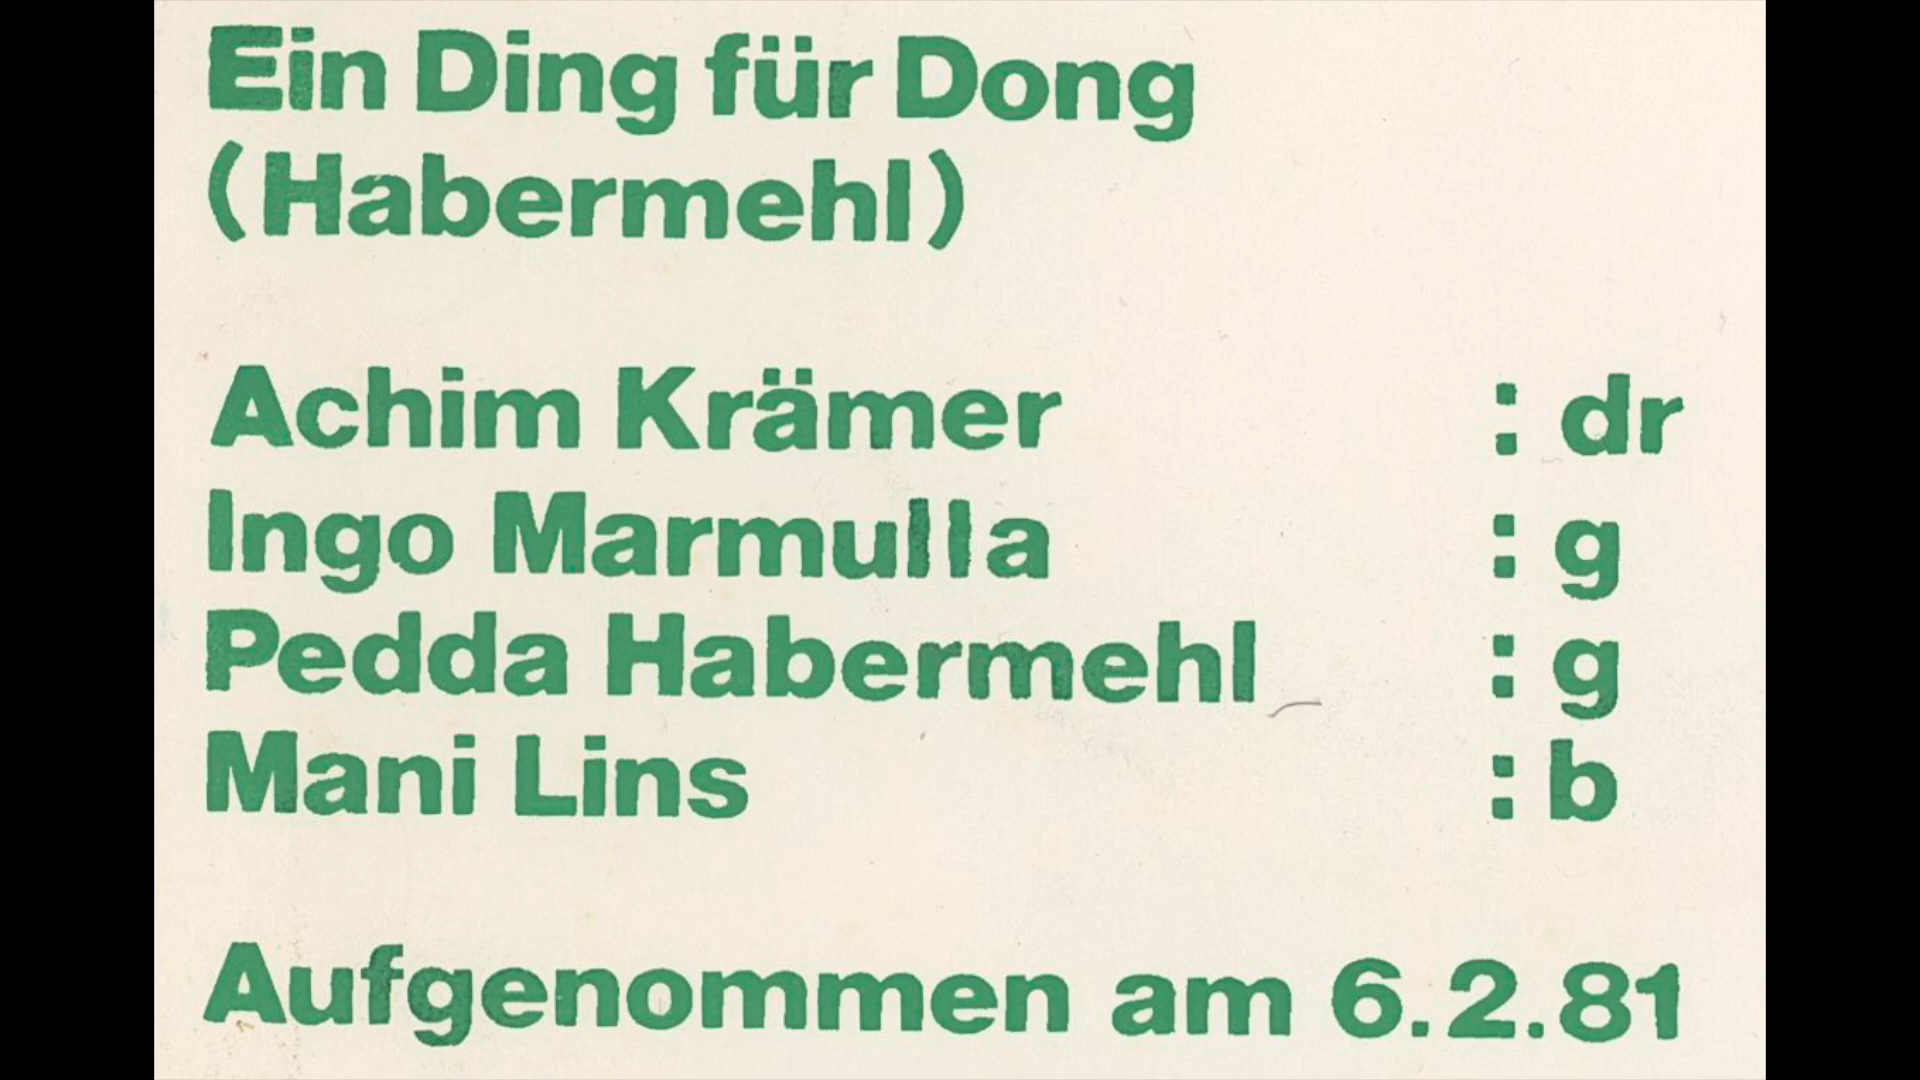 Ein Ding für Dong
(Habermehl)
Achim Krämer : dr
Ingo Marmulla : g
Pedda Habermehl : g
Mani Lins : b
Aufgenommen am 6.2.81